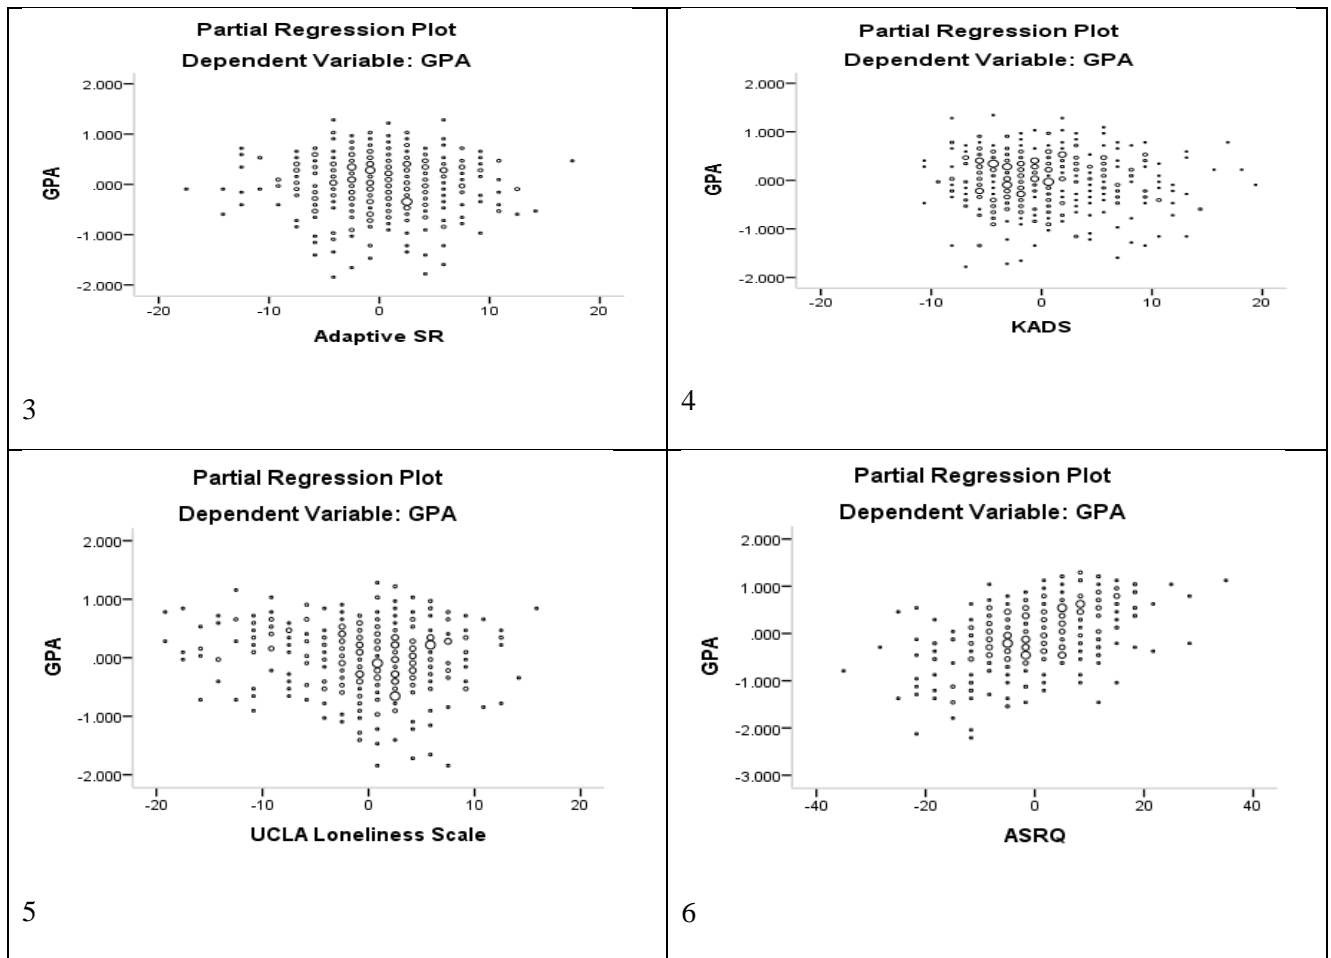 Partial Regression Plot
Dependent Variable: GPA
2.000
1.000
.000
-1.000
-2.000
GPA
-20 -10 0 10 20
Adaptive SR
3
Partial Regression Plot
Dependent Variable: GPA
2.000
1.000
.000
-1.000
-2.000
GPA
-20 -10 0 10 20
KADS
4
Partial Regression Plot
Dependent Variable: GPA
2.000
1.000
.000
-1.000
-2.000
GPA
-20 -10 0 10 20
UCLA Loneliness Scale
5
Partial Regression Plot
Dependent Variable: GPA
2.000
1.000
.000
-1.000
-2.000
-3.000
GPA
-40 -20 0 20 40
ASRQ
6